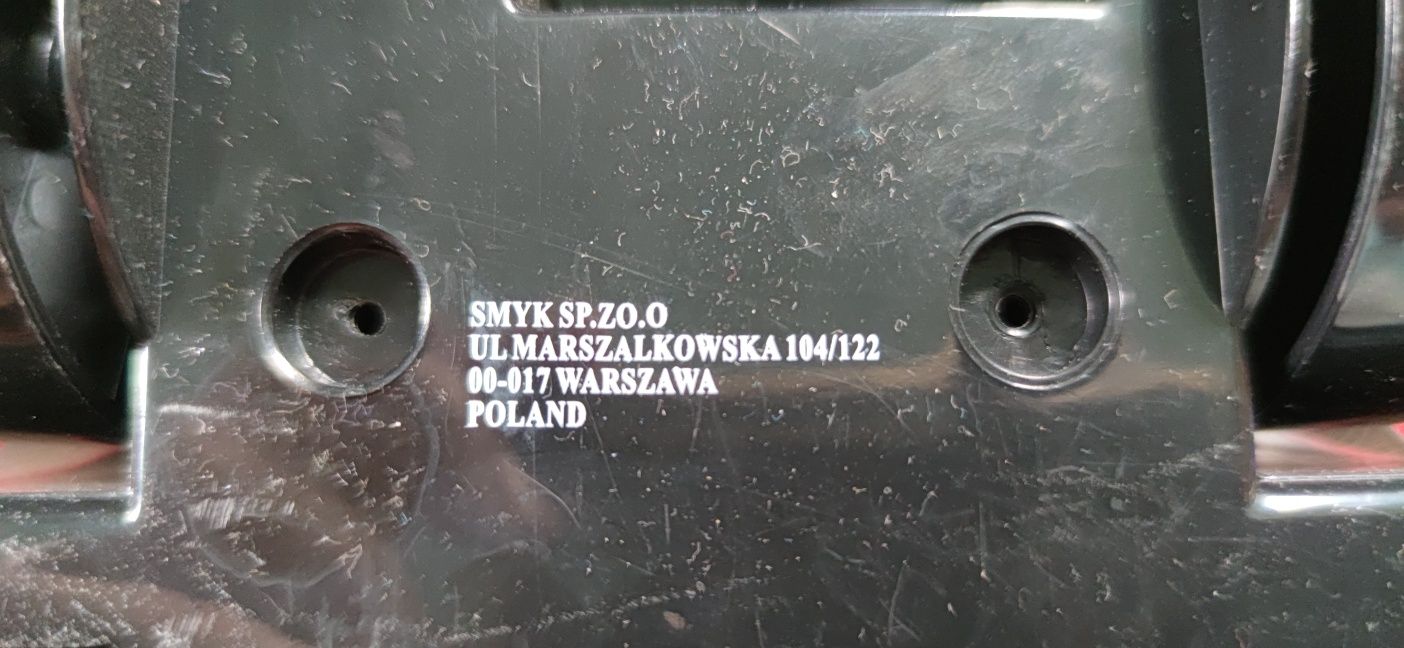 SMYK SP.ZO.O
UL MARSZALKOWSKA 104/122
00-017 WARSZAWA
POLAND